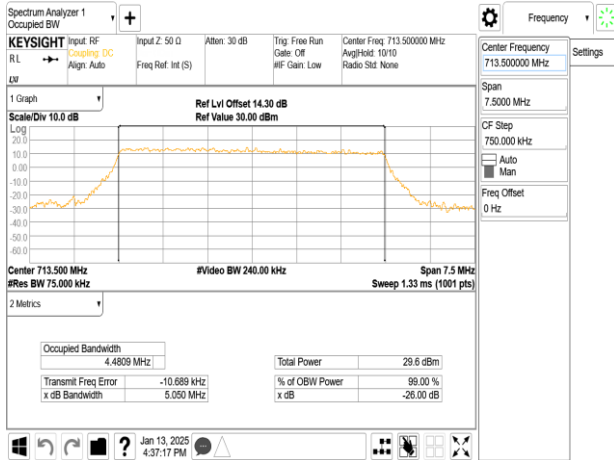 Spectrum Analyzer 1
Occupied BW
Frequency
KEYSIGHT
Input: RF
Input Z: 50 Ω
Atten: 30 dB
Trig: Free Run
Center Freq: 713.500000 MHz
RL
Coupling: DC
Gate: Off
Avg|Hold: 10/10
Align: Auto
Freq Ref: Int (S)
#IF Gain: Low
Radio Std: None
LXI
Center Frequency
713.500000 MHz
Settings
Span
7.5000 MHz
CF Step
750.000 kHz
Auto
Man
Freq Offset
0 Hz
1 Graph
Ref Lvl Offset 14.30 dB
Scale/Div 10.0 dB
Ref Value 30.00 dBm
Log
20.0
10.0
0.00
-10.0
-20.0
-30.0
-40.0
-50.0
-60.0
Center 713.500 MHz
#Video BW 240.00 kHz
Span 7.5 MHz
#Res BW 75.000 kHz
Sweep 1.33 ms (1001 pts)
2 Metrics
Occupied Bandwidth
4.4809 MHz
Total Power
29.6 dBm
Transmit Freq Error
-10.689 kHz
% of OBW Power
99.00 %
x dB Bandwidth
5.050 MHz
x dB
-26.00 dB
?
Jan 13, 2025
4:37:17 PM